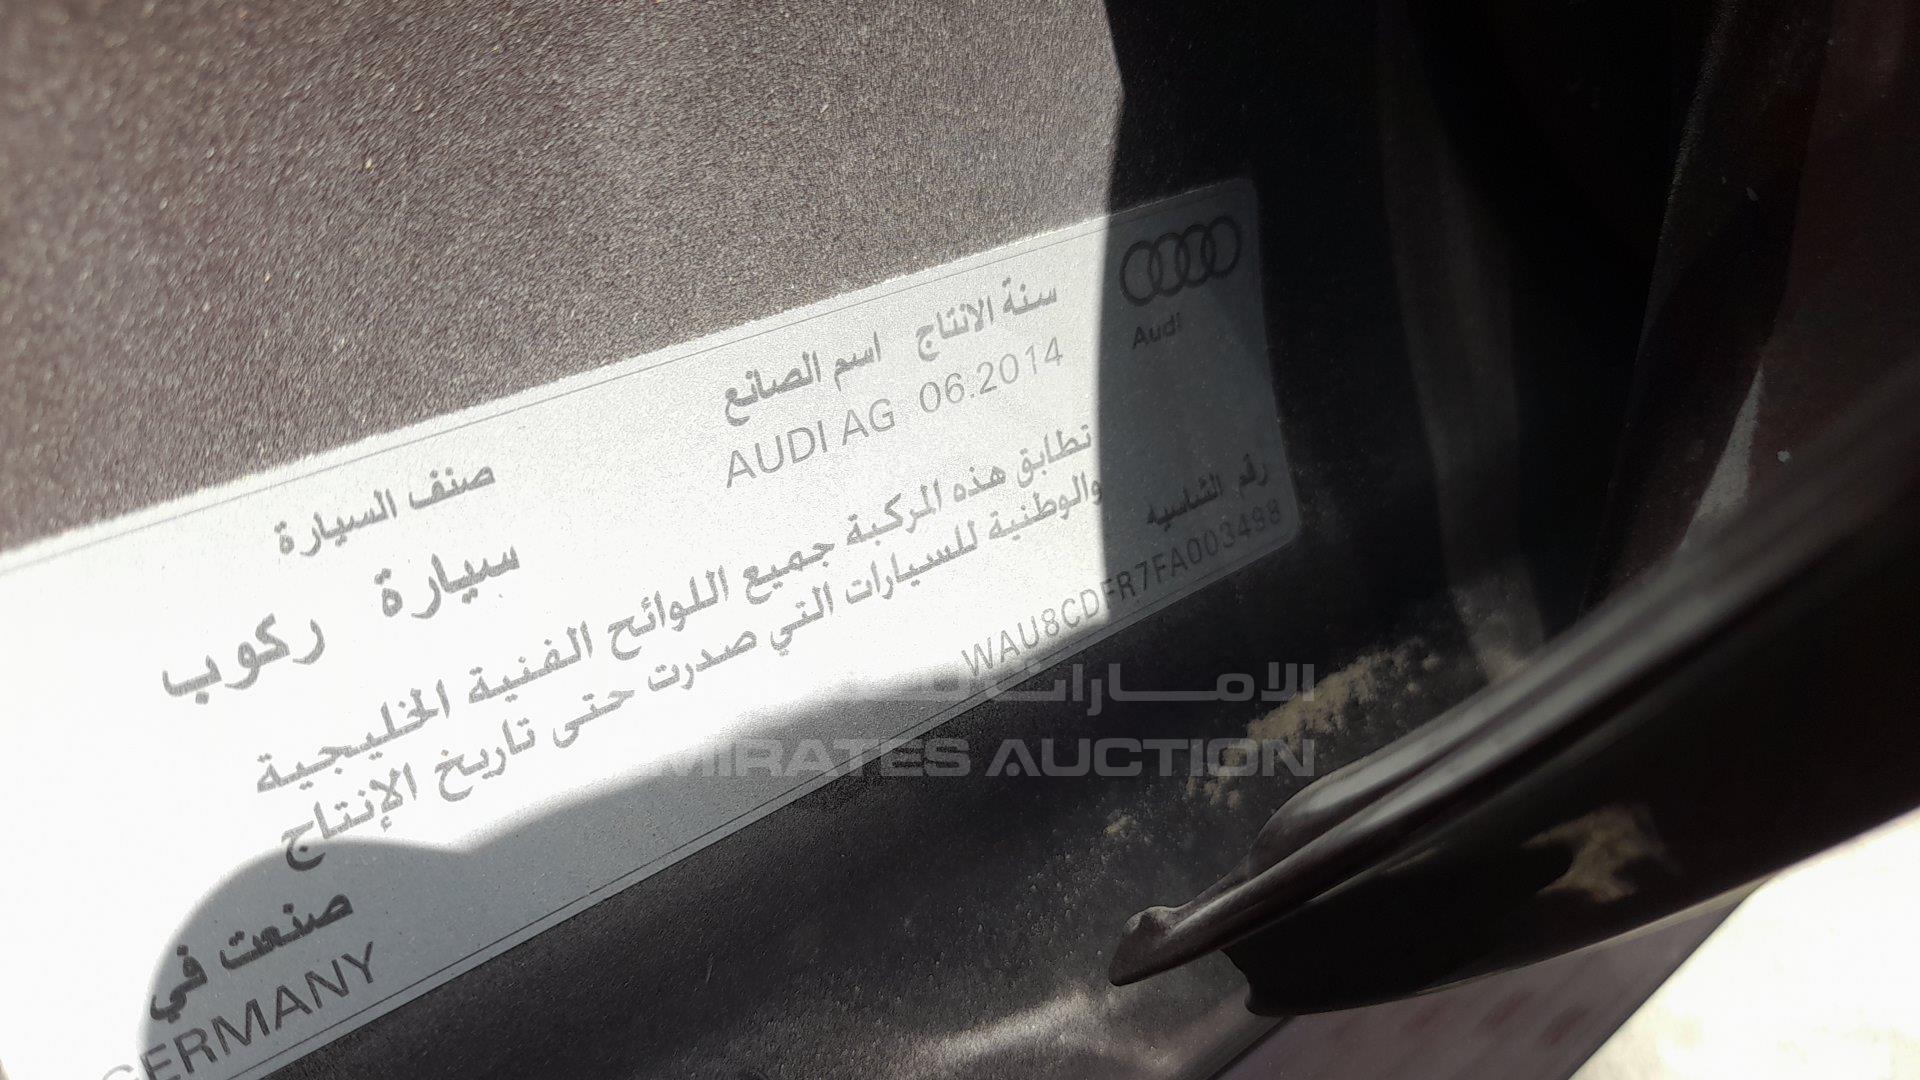 Audi
سنة الانتاج
06.2014
اسم الصانع
AUDI AG
صنف السيارة
سيارة ركوب
تطابق هذه المركبة جميع اللوائح الفنية الخليجية
والوطنية للسيارات التي صدرت حتى تاريخ الإنتاج
رقم الشاسيه
WAU8CDFR7FA003498
صنعت في
GERMANY
الامارات
EMIRATES AUCTION